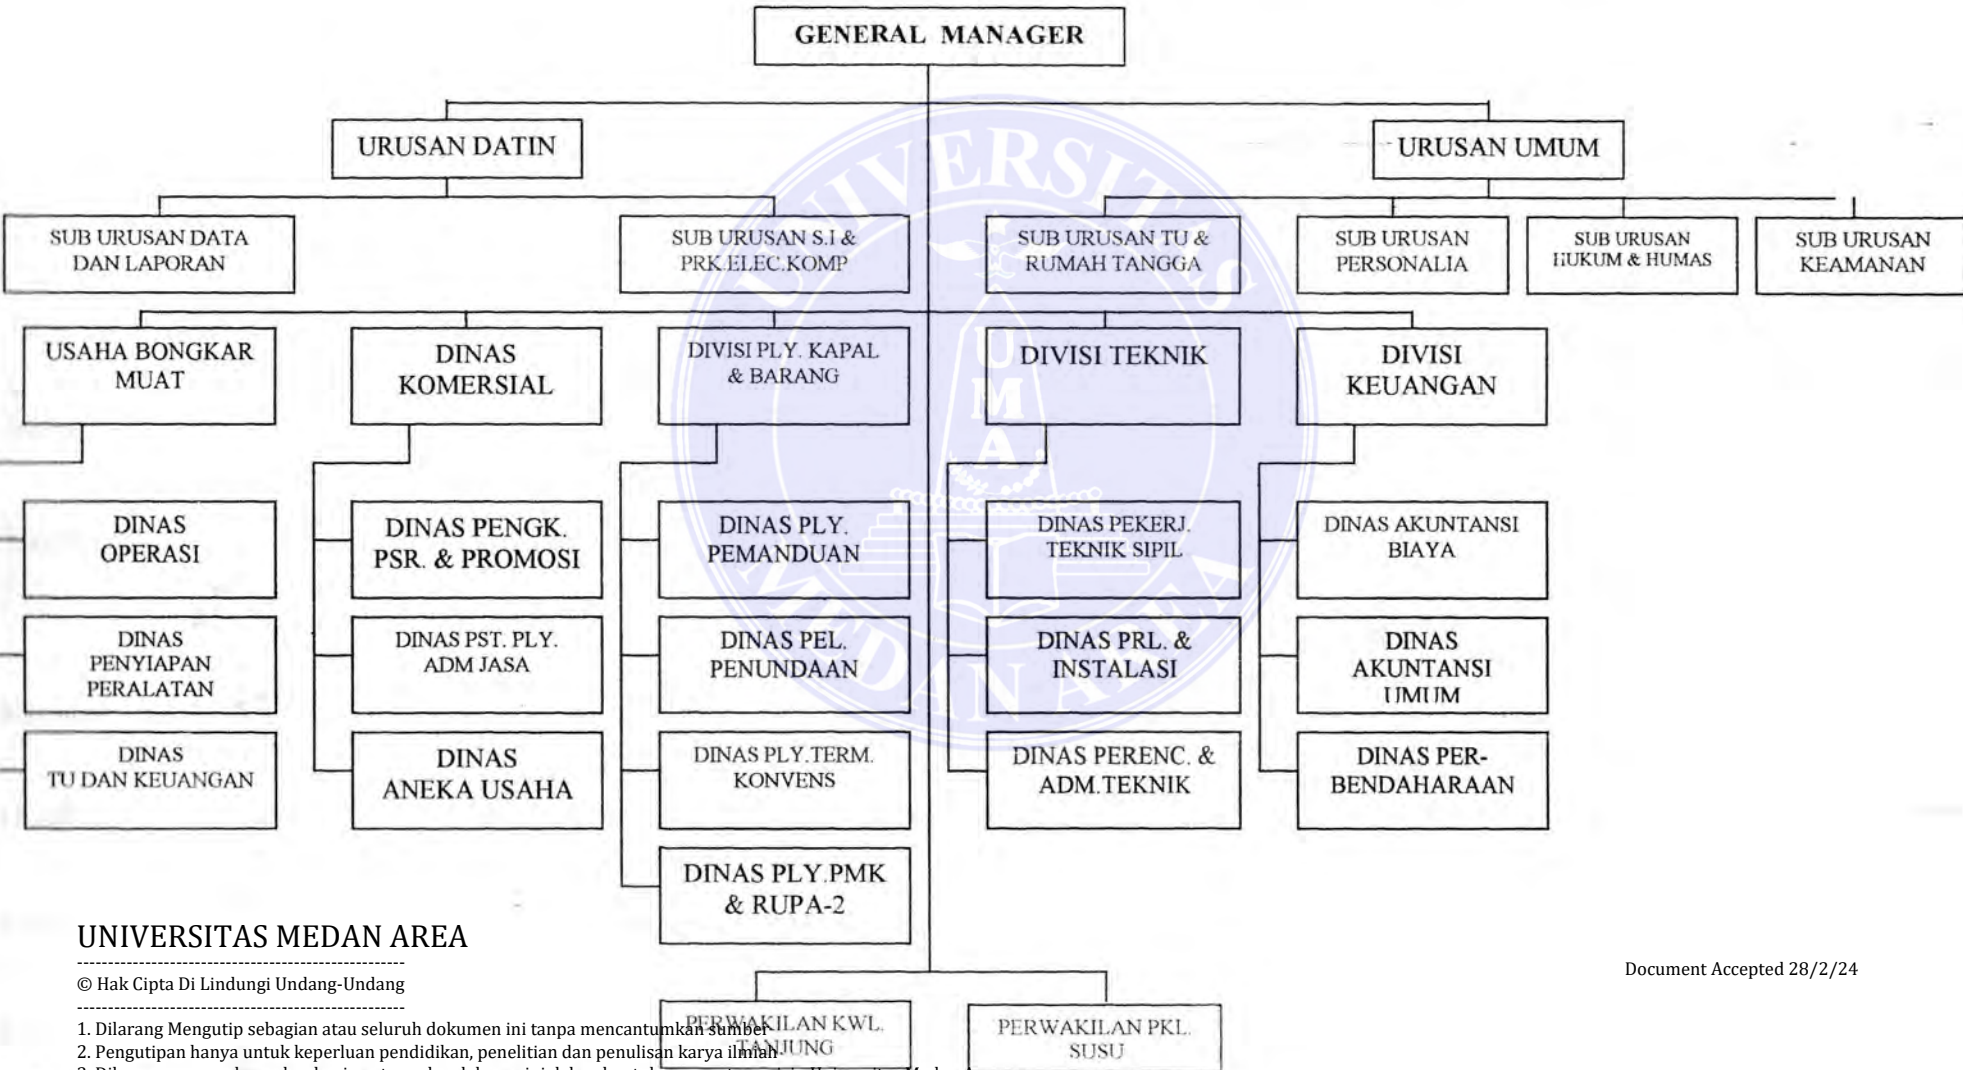 GENERAL MANAGER
URUSAN DATIN
URUSAN UMUM
SUB URUSAN DATA
DAN LAPORAN
SUB URUSAN S.I &
PRK.ELEC.KOMP
SUB URUSAN TU &
RUMAH TANGGA
SUB URUSAN
PERSONALIA
SUB URUSAN
HUKUM & HUMAS
SUB URUSAN
KEAMANAN
USAHA BONGKAR
MUAT
DINAS
KOMERSIAL
DIVISI PLY. KAPAL
& BARANG
DIVISI TEKNIK
DIVISI
KEUANGAN
DINAS
OPERASI
DINAS PENGK.
PSR. & PROMOSI
DINAS PLY.
PEMANDUAN
DINAS PEKERJ.
TEKNIK SIPIL
DINAS AKUNTANSI
BIAYA
DINAS
PENYIAPAN
PERALATAN
DINAS PST. PLY.
ADM JASA
DINAS PEL.
PENUNDAAN
DINAS PRL. &
INSTALASI
DINAS
AKUNTANSI
UMUM
DINAS
TU DAN KEUANGAN
DINAS
ANEKA USAHA
DINAS PLY.TERM.
KONVENS
DINAS PERENC. &
ADM.TEKNIK
DINAS PER-
BENDAHARAAN
DINAS PLY.PMK
& RUPA-2
PERWAKILAN KWL.
TANJUNG
PERWAKILAN PKL.
SUSU
UNIVERSITAS
MEDAN AREA
UMA
UNIVERSITAS MEDAN AREA
© Hak Cipta Di Lindungi Undang-Undang
Document Accepted 28/2/24
1. Dilarang Mengutip sebagian atau seluruh dokumen ini tanpa mencantumkan sumber
2. Pengutipan hanya untuk keperluan pendidikan, penelitian dan penulisan karya ilmiah